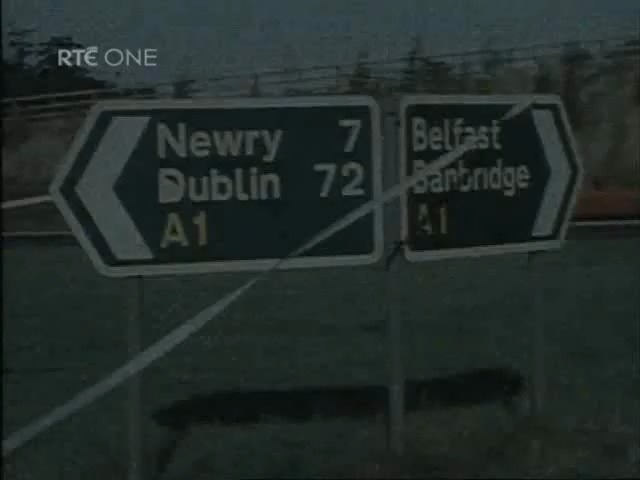 RTÉ ONE
Newry 7
Dublin 72
A1
Belfast
Banbridge
A1